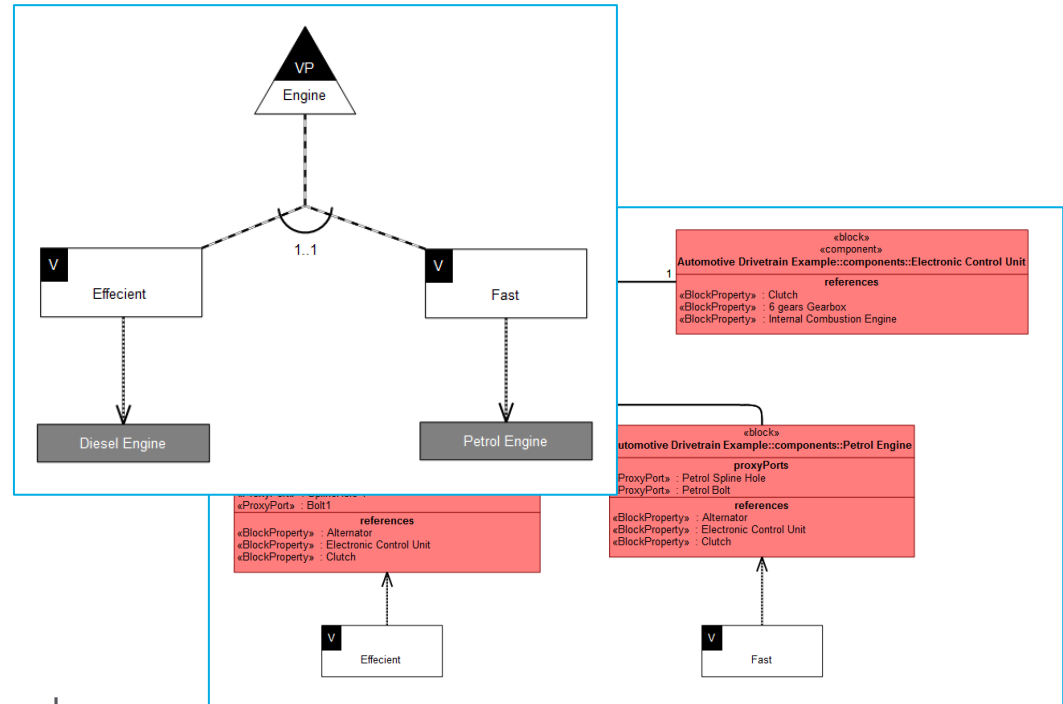 VP
Engine
1..1
V
Effecient
V
Fast
Diesel Engine
Petrol Engine
1
«block»
«component»
Automotive Drivetrain Example::components::Electronic Control Unit
references
«BlockProperty» : Clutch
«BlockProperty» : 6 gears Gearbox
«BlockProperty» : Internal Combustion Engine
«block»
utomotive Drivetrain Example::components::Petrol Engine
proxyPorts
ProxyPort» : Petrol Spline Hole
ProxyPort» : Petrol Bolt
references
«BlockProperty» : Alternator
«BlockProperty» : Electronic Control Unit
«BlockProperty» : Clutch
«ProxyPort» : Bolt1
references
«BlockProperty» : Alternator
«BlockProperty» : Electronic Control Unit
«BlockProperty» : Clutch
V
Effecient
V
Fast